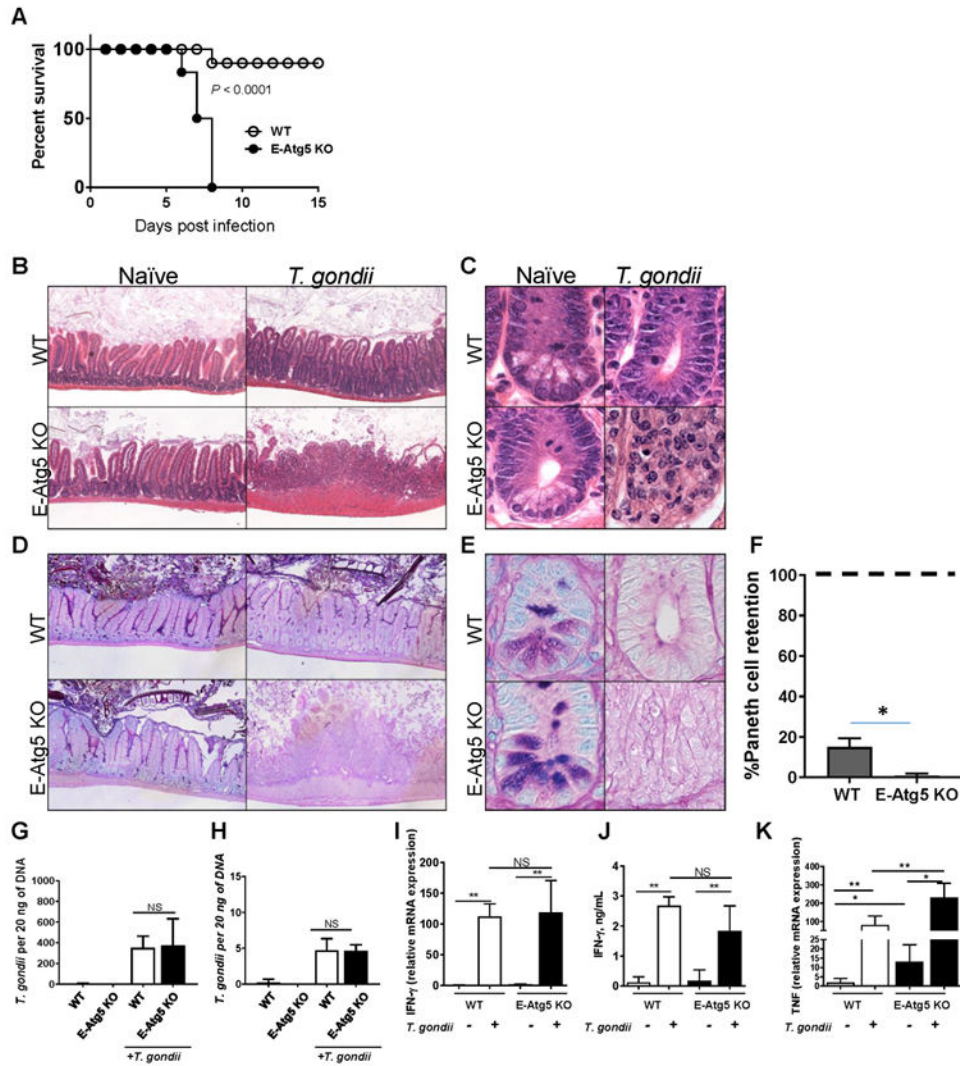 A
Percent survival
100
50
0
P < 0.0001
WT
E-Atg5 KO
0 5 10 15
Days post infection
B
Naïve T. gondii
WT
E-Atg5 KO
C
Naïve T. gondii
WT
E-Atg5 KO
D
WT
E-Atg5 KO
E
WT
E-Atg5 KO
F
%Paneth cell retention
100
80
60
40
20
0
*
WT E-Atg5 KO
G
T. gondii per 20 ng of DNA
1000
800
600
400
200
0
NS
WT
E-Atg5 KO
WT
E-Atg5 KO
+T. gondii
H
T. gondii per 20 ng of DNA
15
10
5
0
NS
WT
E-Atg5 KO
WT
E-Atg5 KO
+T. gondii
I
IFN-γ (relative mRNA expression)
200
150
100
50
0
NS
**
**
WT E-Atg5 KO
T. gondii - + - +
J
IFN-γ, ng/mL
4
3
2
1
0
NS
**
**
WT E-Atg5 KO
- + - +
K
TNF (relative mRNA expression)
400
300
200
100
50
25
20
15
10
5
0
**
**
*
*
WT E-Atg5 KO
T. gondii - + - +